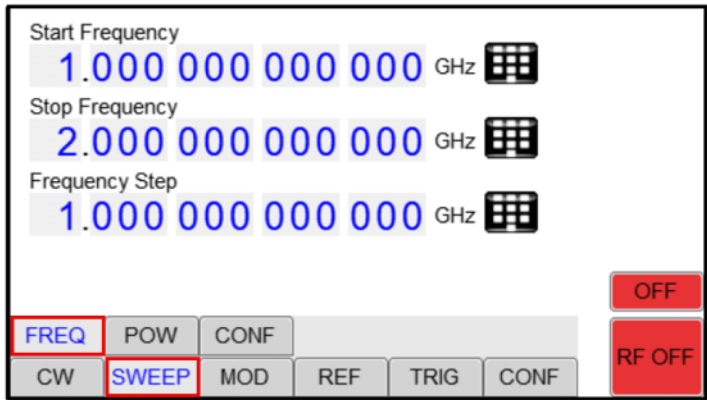 Start Frequency
1.000 000 000 000 GHz
Stop Frequency
2.000 000 000 000 GHz
Frequency Step
1.000 000 000 000 GHz
OFF
FREQ POW CONF
RF OFF
CW SWEEP MOD REF TRIG CONF